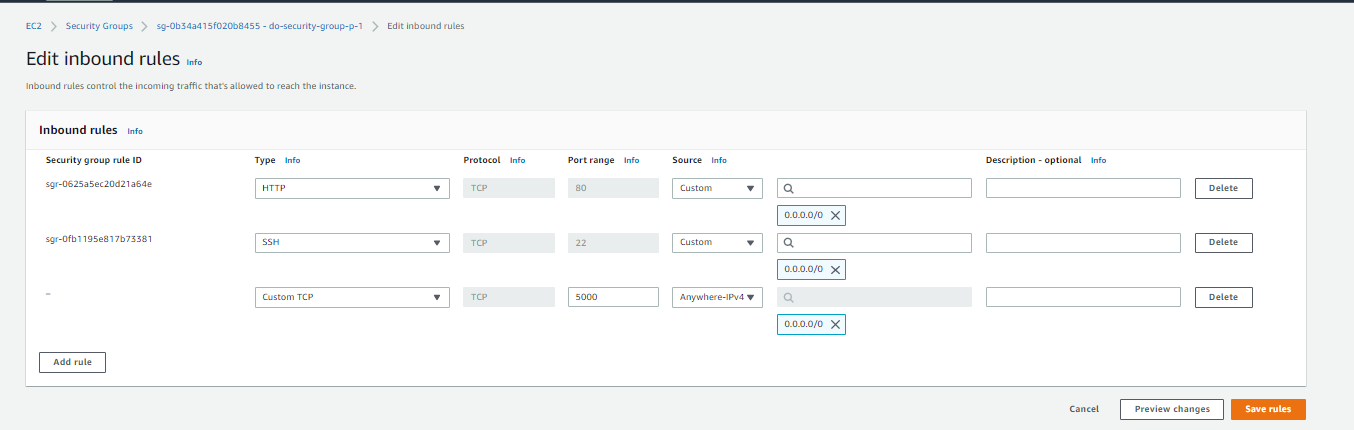 EC2 > Security Groups > sg-0b34a415f020b8455 - do-security-group-p-1 > Edit inbound rules
Edit inbound rules Info
Inbound rules control the incoming traffic that's allowed to reach the instance.
Inbound rules Info
Security group rule ID Type Info Protocol Info Port range Info Source Info Description - optional Info
sgr-0625a5ec20d21a64e HTTP TCP 80 Custom Delete
0.0.0.0/0
sgr-0fb1195e817b73381 SSH TCP 22 Custom Delete
0.0.0.0/0
– Custom TCP TCP 5000 Anywhere-IPv4 Delete
0.0.0.0/0
Add rule
Cancel Preview changes Save rules